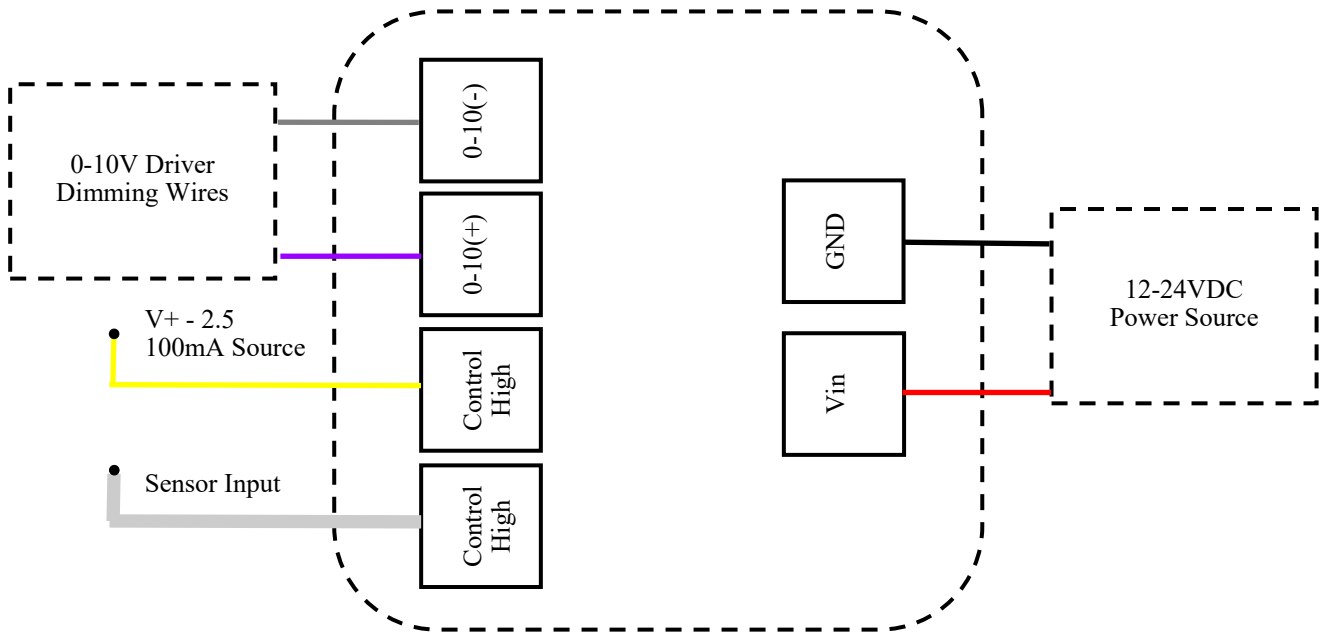 0-10V Driver
Dimming Wires
0-10(-)
0-10(+)
V+ - 2.5
100mA Source
Control
High
Sensor Input
Control
High
GND
Vin
12-24VDC
Power Source